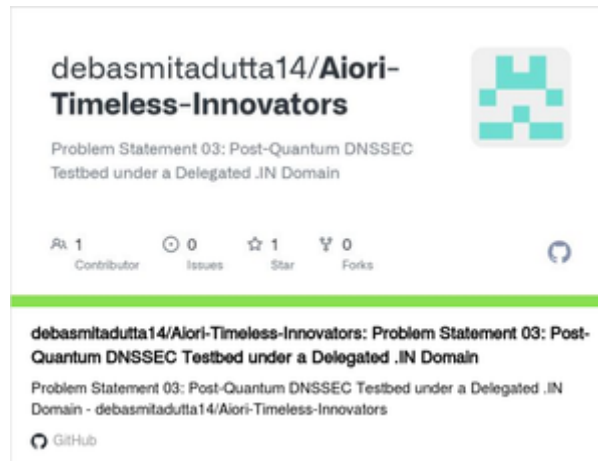 debasmitadutta14/Aiori-
Timeless-Innovators
Problem Statement 03: Post-Quantum DNSSEC
Testbed under a Delegated .IN Domain
1
Contributor
0
Issues
1
Star
0
Forks
debasmitadutta14/Aiori-Timeless-Innovators: Problem Statement 03: Post-
Quantum DNSSEC Testbed under a Delegated .IN Domain
Problem Statement 03: Post-Quantum DNSSEC Testbed under a Delegated .IN
Domain - debasmitadutta14/Aiori-Timeless-Innovators
GitHub